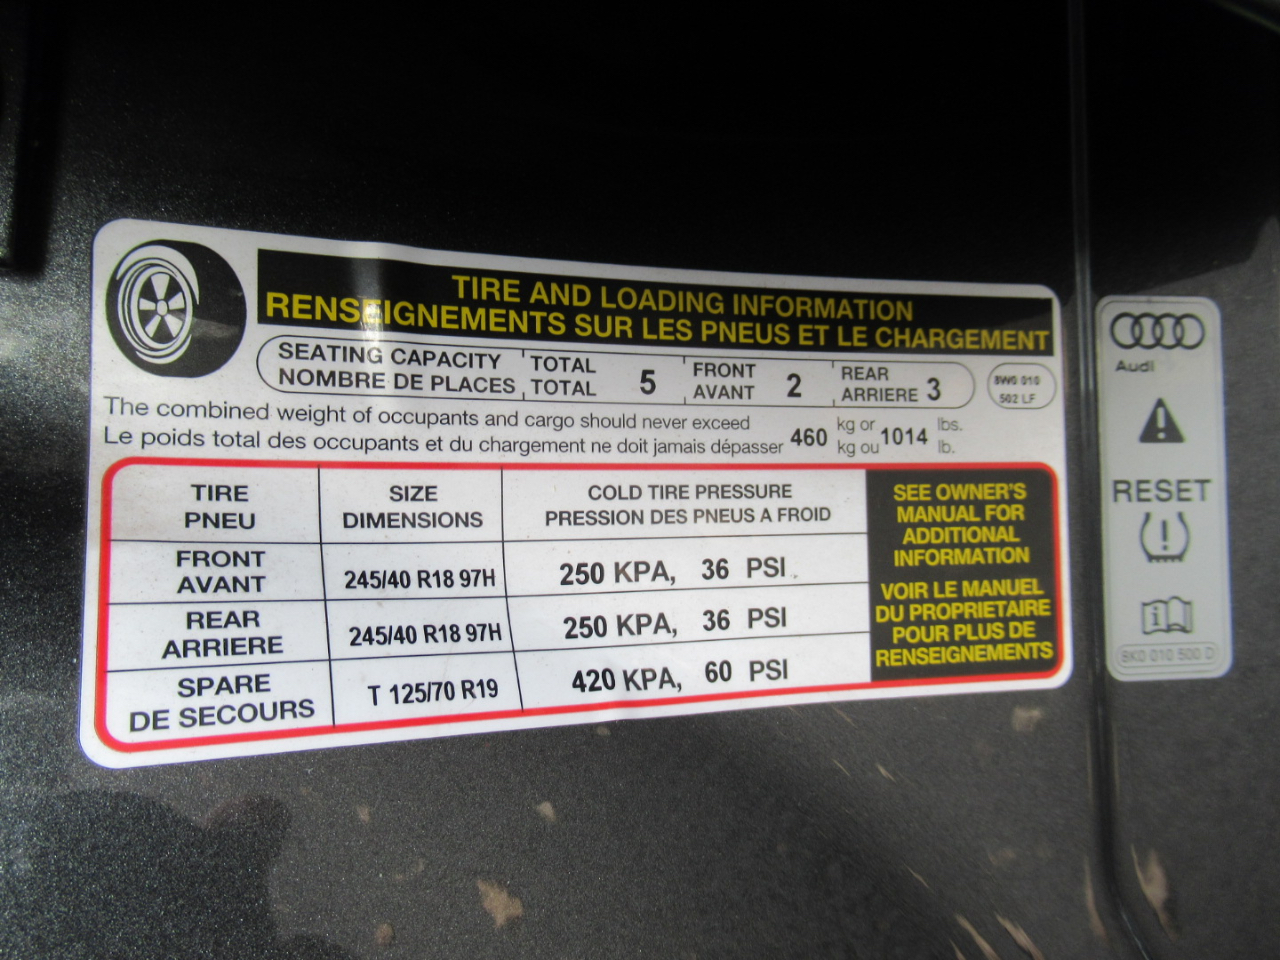 TIRE AND LOADING INFORMATION
RENSEIGNEMENTS SUR LES PNEUS ET LE CHARGEMENT
SEATING CAPACITY TOTAL 5 FRONT 2 REAR 3
NOMBRE DE PLACES TOTAL AVANT ARRIERE
8W0 010
502 LF
The combined weight of occupants and cargo should never exceed 460 kg or 1014 lbs.
Le poids total des occupants et du chargement ne doit jamais dépasser kg ou lb.
TIRE SIZE COLD TIRE PRESSURE
PNEU DIMENSIONS PRESSION DES PNEUS A FROID
FRONT
AVANT 245/40 R18 97H 250 KPA, 36 PSI
REAR
ARRIERE 245/40 R18 97H 250 KPA, 36 PSI
SPARE
DE SECOURS T 125/70 R19 420 KPA, 60 PSI
SEE OWNER'S
MANUAL FOR
ADDITIONAL
INFORMATION
VOIR LE MANUEL
DU PROPRIETAIRE
POUR PLUS DE
RENSEIGNEMENTS
Audi
RESET
8K0 010 500 D